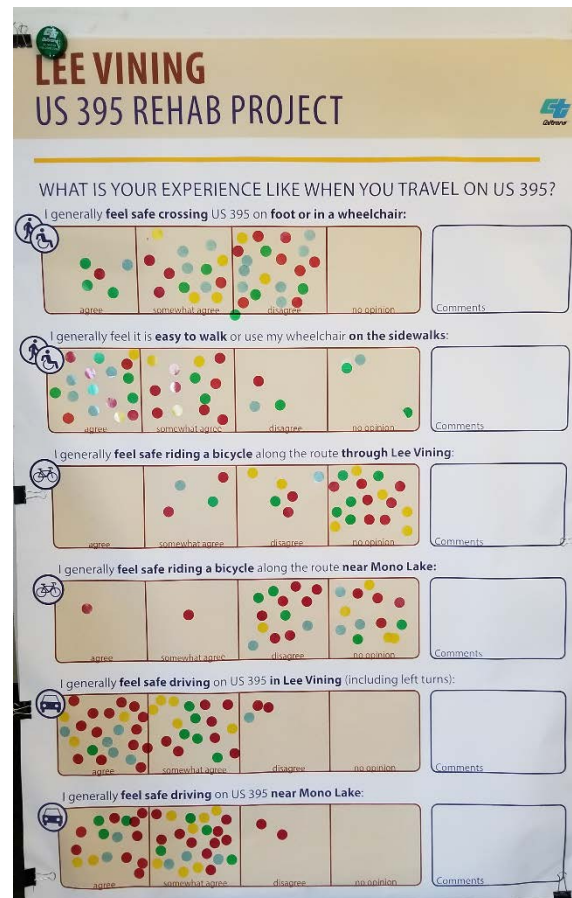 LEE VINING
US 395 REHAB PROJECT
Caltrans
WHAT IS YOUR EXPERIENCE LIKE WHEN YOU TRAVEL ON US 395?
I generally feel safe crossing US 395 on foot or in a wheelchair:
agree somewhat agree disagree no opinion Comments
I generally feel it is easy to walk or use my wheelchair on the sidewalks:
agree somewhat agree disagree no opinion Comments
I generally feel safe riding a bicycle along the route through Lee Vining:
agree somewhat agree disagree no opinion Comments
I generally feel safe riding a bicycle along the route near Mono Lake:
agree somewhat agree disagree no opinion Comments
I generally feel safe driving on US 395 in Lee Vining (including left turns):
agree somewhat agree disagree no opinion Comments
I generally feel safe driving on US 395 near Mono Lake:
agree somewhat agree disagree no opinion Comments